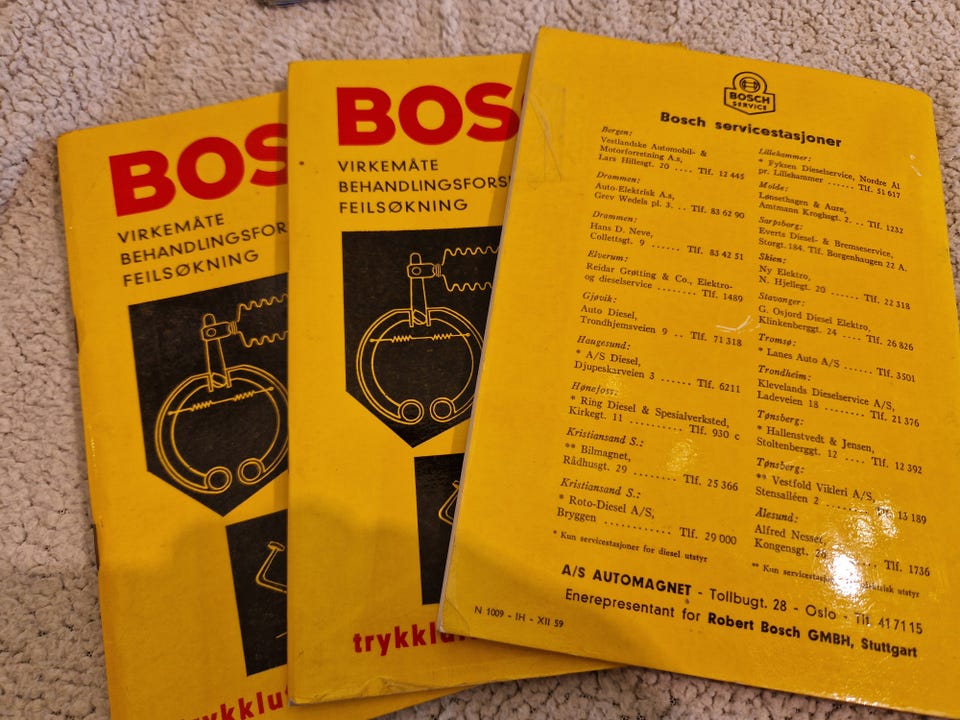 BOS
VIRKEMÅTE
BEHANDLINGSFOR
FEILSØKNING
BOS
VIRKEMÅTE
BEHANDLINGSFORS
FEILSØKNING
trykklu
BOSCH
SERVICE
Bosch servicestasjoner
Bergen:
Vestlandske Automobil- &
Motorforretning A.s,
Lars Hillesgt. 20 .... Tlf. 12 445
Drammen:
Auto-Elektrisk A.s,
Grev Wedels pl. 3. .. Tlf. 83 62 90
Drammen:
Hans D. Neve,
Collettsgt. 9 ...... Tlf. 83 42 51
Elverum:
Reidar Grøtting & Co., Elektro-
og dieselservice .... Tlf. 1489
Gjøvik:
Auto Diesel,
Trondhjemsveien 9 .. Tlf. 71 318
Haugesund:
* A/S Diesel,
Djupeskarveien 3 ...... Tlf. 6211
Hønefoss:
* Ring Diesel & Spesialverksted,
Kirkegt. 11 .......... Tlf. 930 c
Kristiansand S.:
** Bilmagnet,
Rådhusgt. 29 ........ Tlf. 25 366
Kristiansand S.:
* Roto-Diesel A/S,
Bryggen ............ Tlf. 29 000
* Kun servicestasjoner for diesel utstyr
Lillehammer:
* Fyksen Dieselservice, Nordre Al
pr. Lillehammer ...... Tlf. 51 617
Molde:
Lønsethagen & Aure,
Amtmann Kroghsgt. 2. .. Tlf. 1232
Sarpsborg:
Everts Diesel- & Bremseservice,
Storgt. 184. Tlf. Borgenhaugen 22 A.
Skien:
Ny Elektro,
N. Hjellegt. 20 ...... Tlf. 22 318
Stavanger:
G. Osjord Diesel Elektro,
Klinkenberggt. 24 .... Tlf. 26 826
Tromsø:
* Lanes Auto A/S ...... Tlf. 3501
Trondheim:
Klevelands Dieselservice A/S,
Ladeveien 18 ........ Tlf. 21 376
Tønsberg:
* Hallenstvedt & Jensen,
Stoltenberggt. 12 .... Tlf. 12 392
Tønsberg:
** Vestfold Vikleri A/S,
Stensalléen 2 ........ Tlf. 13 189
Ålesund:
Alfred Nesset,
Kongensgt. Tlf. 1736
** Kun elektrisk utstyr
A/S AUTOMAGNET - Tollbugt. 28 - Oslo - Tlf. 41 71 15
Enerepresentant for Robert Bosch GMBH, Stuttgart
N 1009 - IH - XII 59